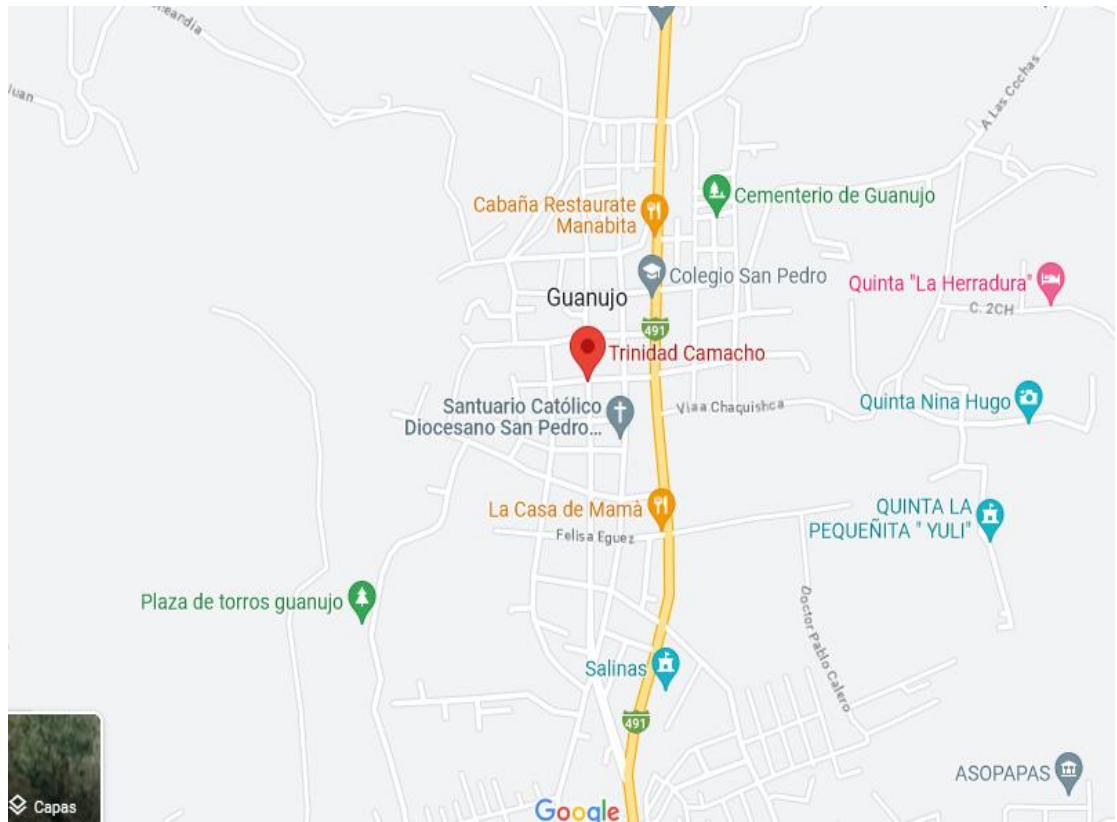 A Las Cochas
Cabaña Restaurate
Manabita
Cementerio de Guanujo
Colegio San Pedro
Quinta "La Herradura"
C. 2CH
Guanujo
491
Trinidad Camacho
Santuario Católico
Diocesano San Pedro...
Viaa Chaquishca
Quinta Nina Hugo
La Casa de Mamà
Felisa Eguez
QUINTA LA
PEQUEÑITA " YULI"
Plaza de torros guanujo
Doctor Pablo Calero
Salinas
491
ASOPAPAS
Capas
Google